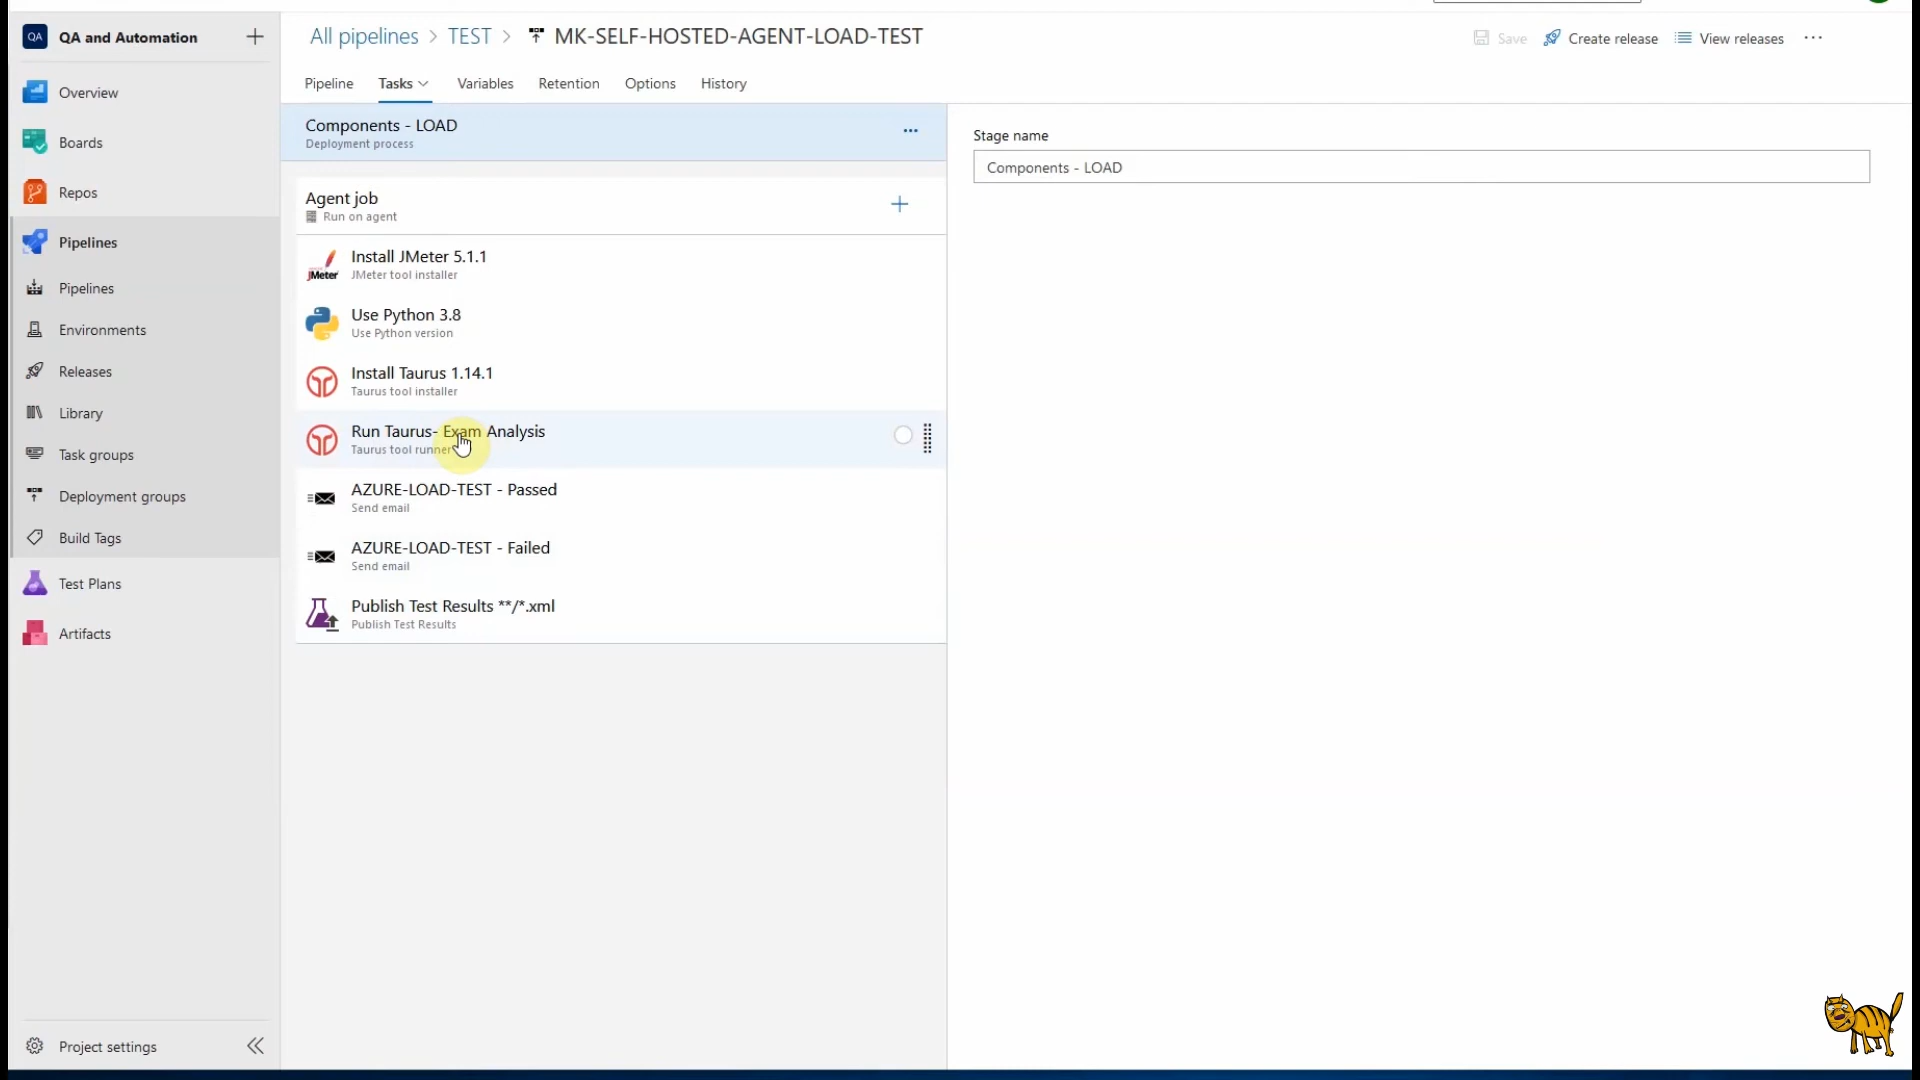 QA
QA and Automation
Overview
Boards
Repos
Pipelines
Pipelines
Environments
Releases
Library
Task groups
Deployment groups
Build Tags
Test Plans
Artifacts
Project settings
All pipelines > TEST > MK-SELF-HOSTED-AGENT-LOAD-TEST
Save
Create release
View releases
Pipeline
Tasks
Variables
Retention
Options
History
Components - LOAD
Deployment process
Agent job
Run on agent
JMeter
Install JMeter 5.1.1
JMeter tool installer
Use Python 3.8
Use Python version
Install Taurus 1.14.1
Taurus tool installer
Run Taurus- Exam Analysis
Taurus tool runner
AZURE-LOAD-TEST - Passed
Send email
AZURE-LOAD-TEST - Failed
Send email
Publish Test Results **/*.xml
Publish Test Results
Stage name
Components - LOAD